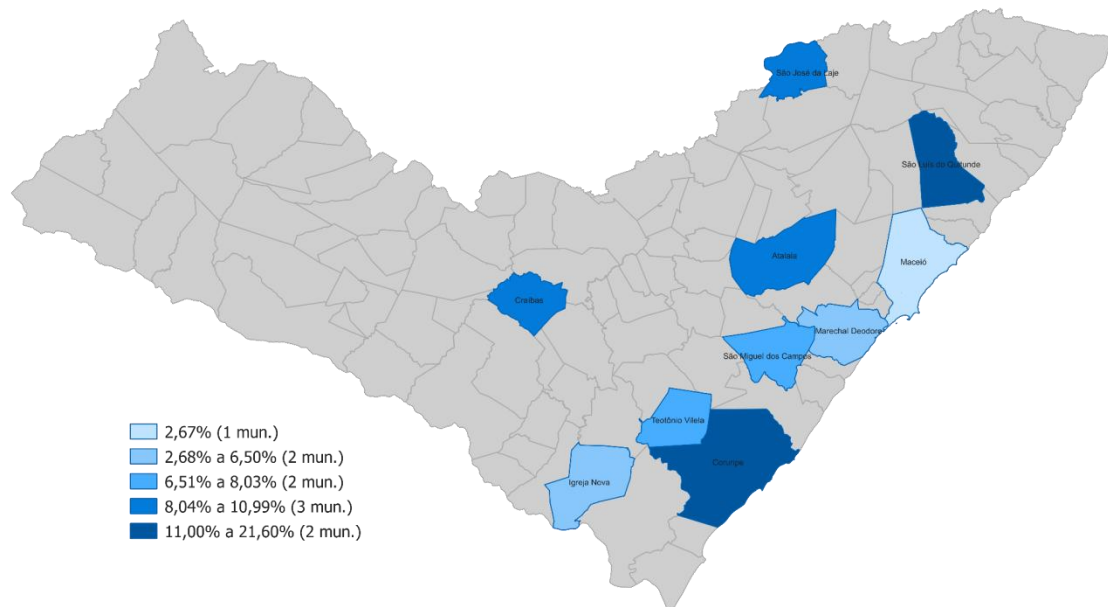 São José da Laje
São Luís do Quitunde
Atalaia
Maceió
Craíbas
Marechal Deodoro
São Miguel dos Campos
Teotônio Vilela
Coruripe
Igreja Nova
2,67% (1 mun.)
2,68% a 6,50% (2 mun.)
6,51% a 8,03% (2 mun.)
8,04% a 10,99% (3 mun.)
11,00% a 21,60% (2 mun.)